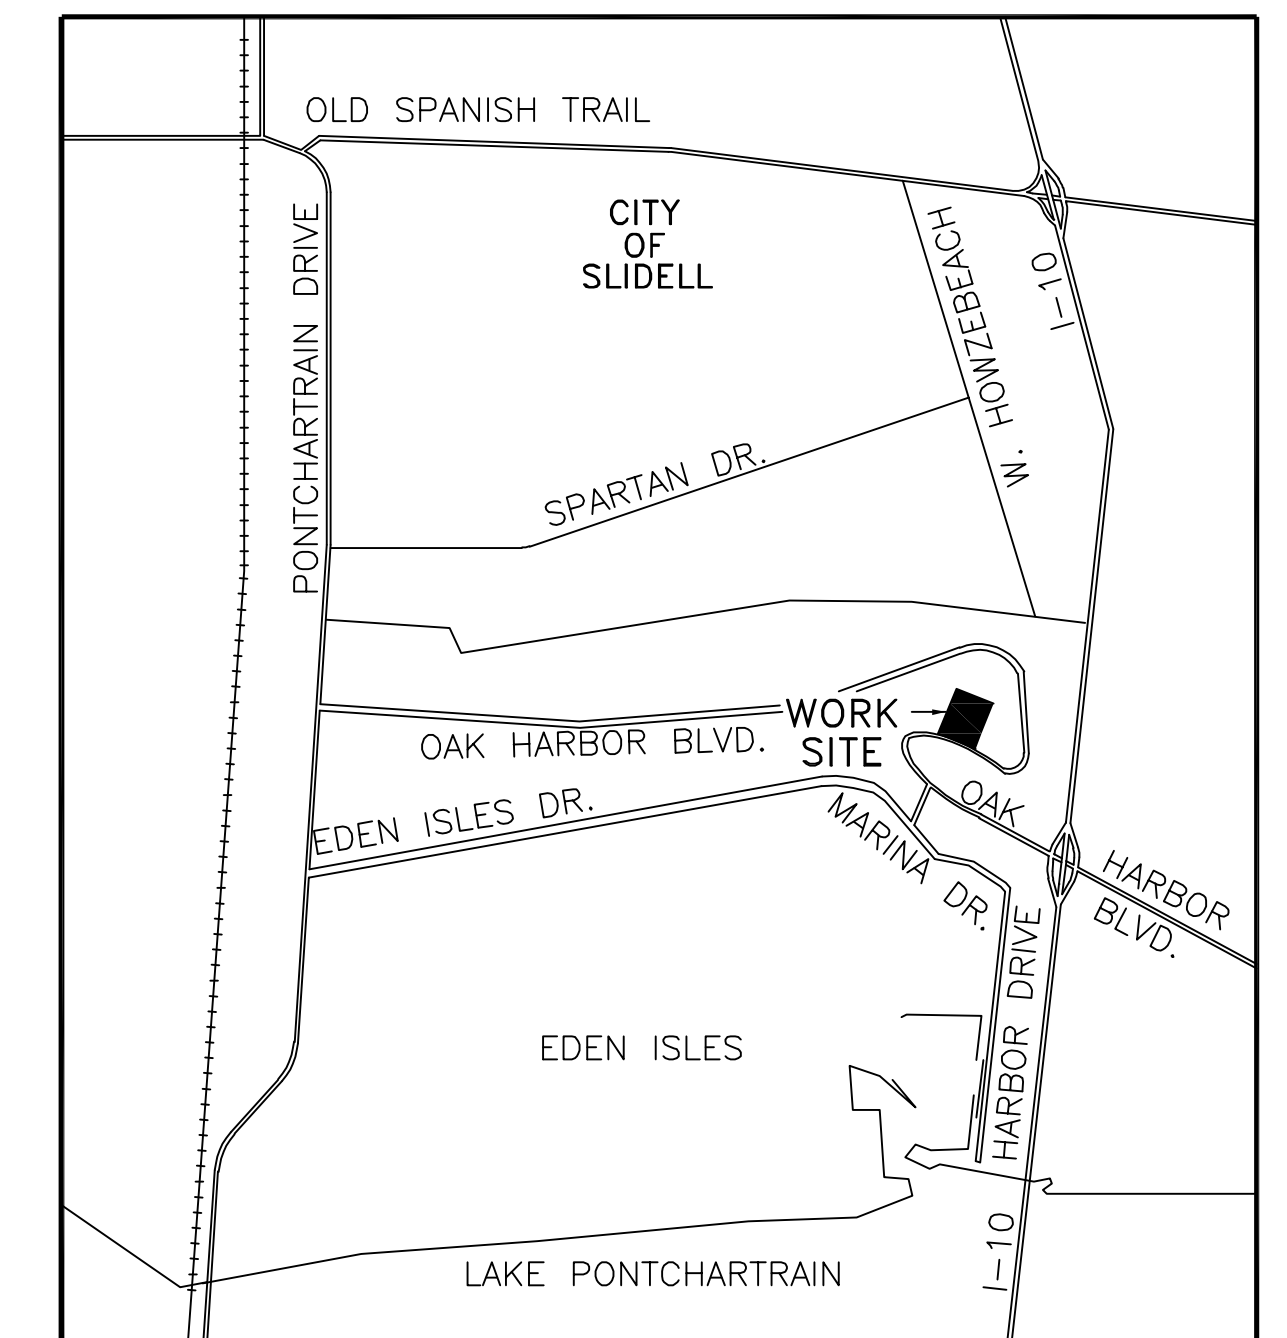 OLD SPANISH TRAIL
CITY
OF
SLIDELL
PONTCHARTRAIN DRIVE
W. HOWZEBEACH
I-10
SPARTAN DR.
WORK
SITE
OAK HARBOR BLVD.
EDEN ISLES DR.
MARINA DR.
OAK
HARBOR
BLVD.
HARBOR DRIVE
EDEN ISLES
I-10
LAKE PONTCHARTRAIN